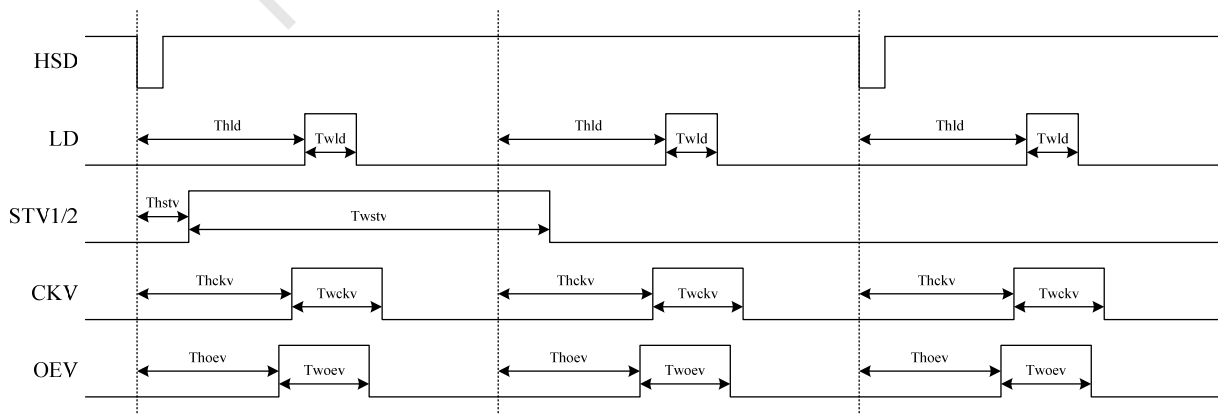 HSD
LD
Thld
Twld
Thld
Twld
Thld
Twld
STV1/2
Thstv
Twstv
CKV
Thckv
Twckv
Thckv
Twckv
Thckv
Twckv
OEV
Thoev
Twoev
Thoev
Twoev
Thoev
Twoev